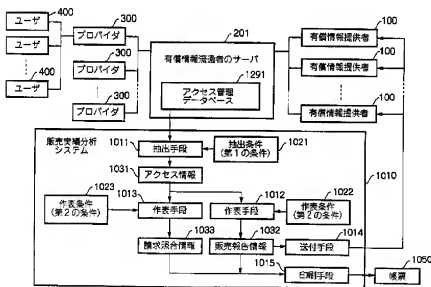 400
ユーザ
ユーザ
400
ユーザ
400
300
プロバイダ
300
プロバイダ
300
プロバイダ
201
有償情報流通者のサーバ
1291
アクセス管理
データベース
100
有償情報提供者
100
有償情報提供者
100
有償情報提供者
販売実績分析
システム
1010
1011
抽出手段
抽出条件
(第1の条件)
1021
1031
アクセス情報
1023
作表条件
(第2の条件)
1013
作表手段
1012
作表手段
1022
作表条件
(第2の条件)
1033
請求照合情報
1032
販売報告情報
1014
送付手段
1015
印刷手段
1050
帳票